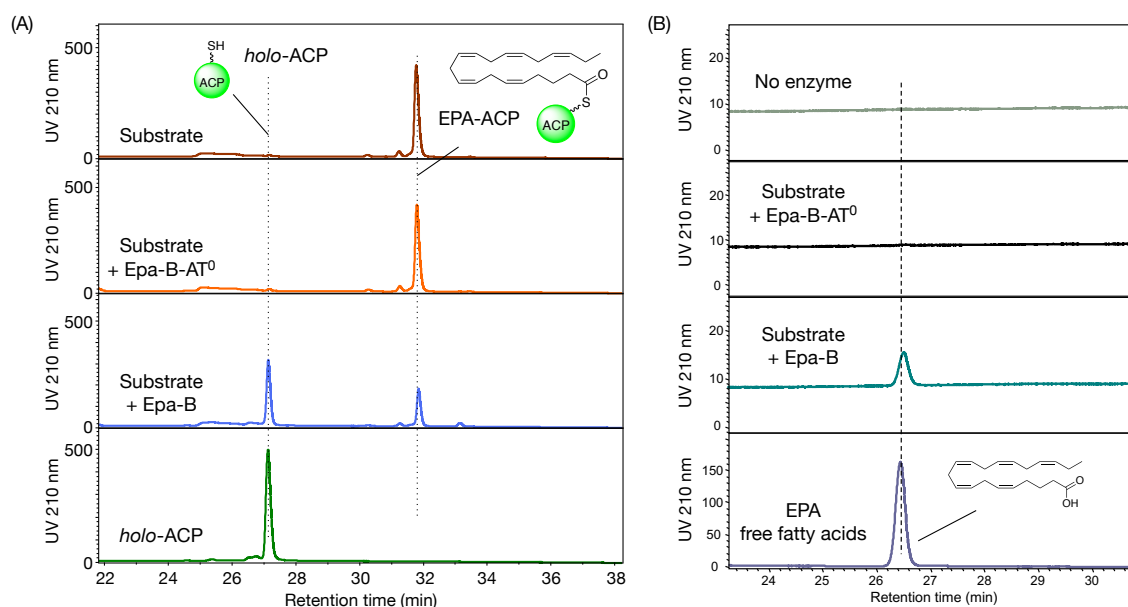 (A)
500
0
UV 210 nm
SH
ACP
holo-ACP
O
S
ACP
EPA-ACP
Substrate
500
0
UV 210 nm
Substrate
+ Epa-B-AT⁰
500
0
UV 210 nm
Substrate
+ Epa-B
500
0
UV 210 nm
holo-ACP
22 24 26 28 30 32 34 36 38
Retention time (min)
(B)
20
10
0
UV 210 nm
No enzyme
20
10
0
UV 210 nm
Substrate
+ Epa-B-AT⁰
20
10
0
UV 210 nm
Substrate
+ Epa-B
150
100
50
0
UV 210 nm
O
OH
EPA
free fatty acids
24 25 26 27 28 29 30
Retention time (min)